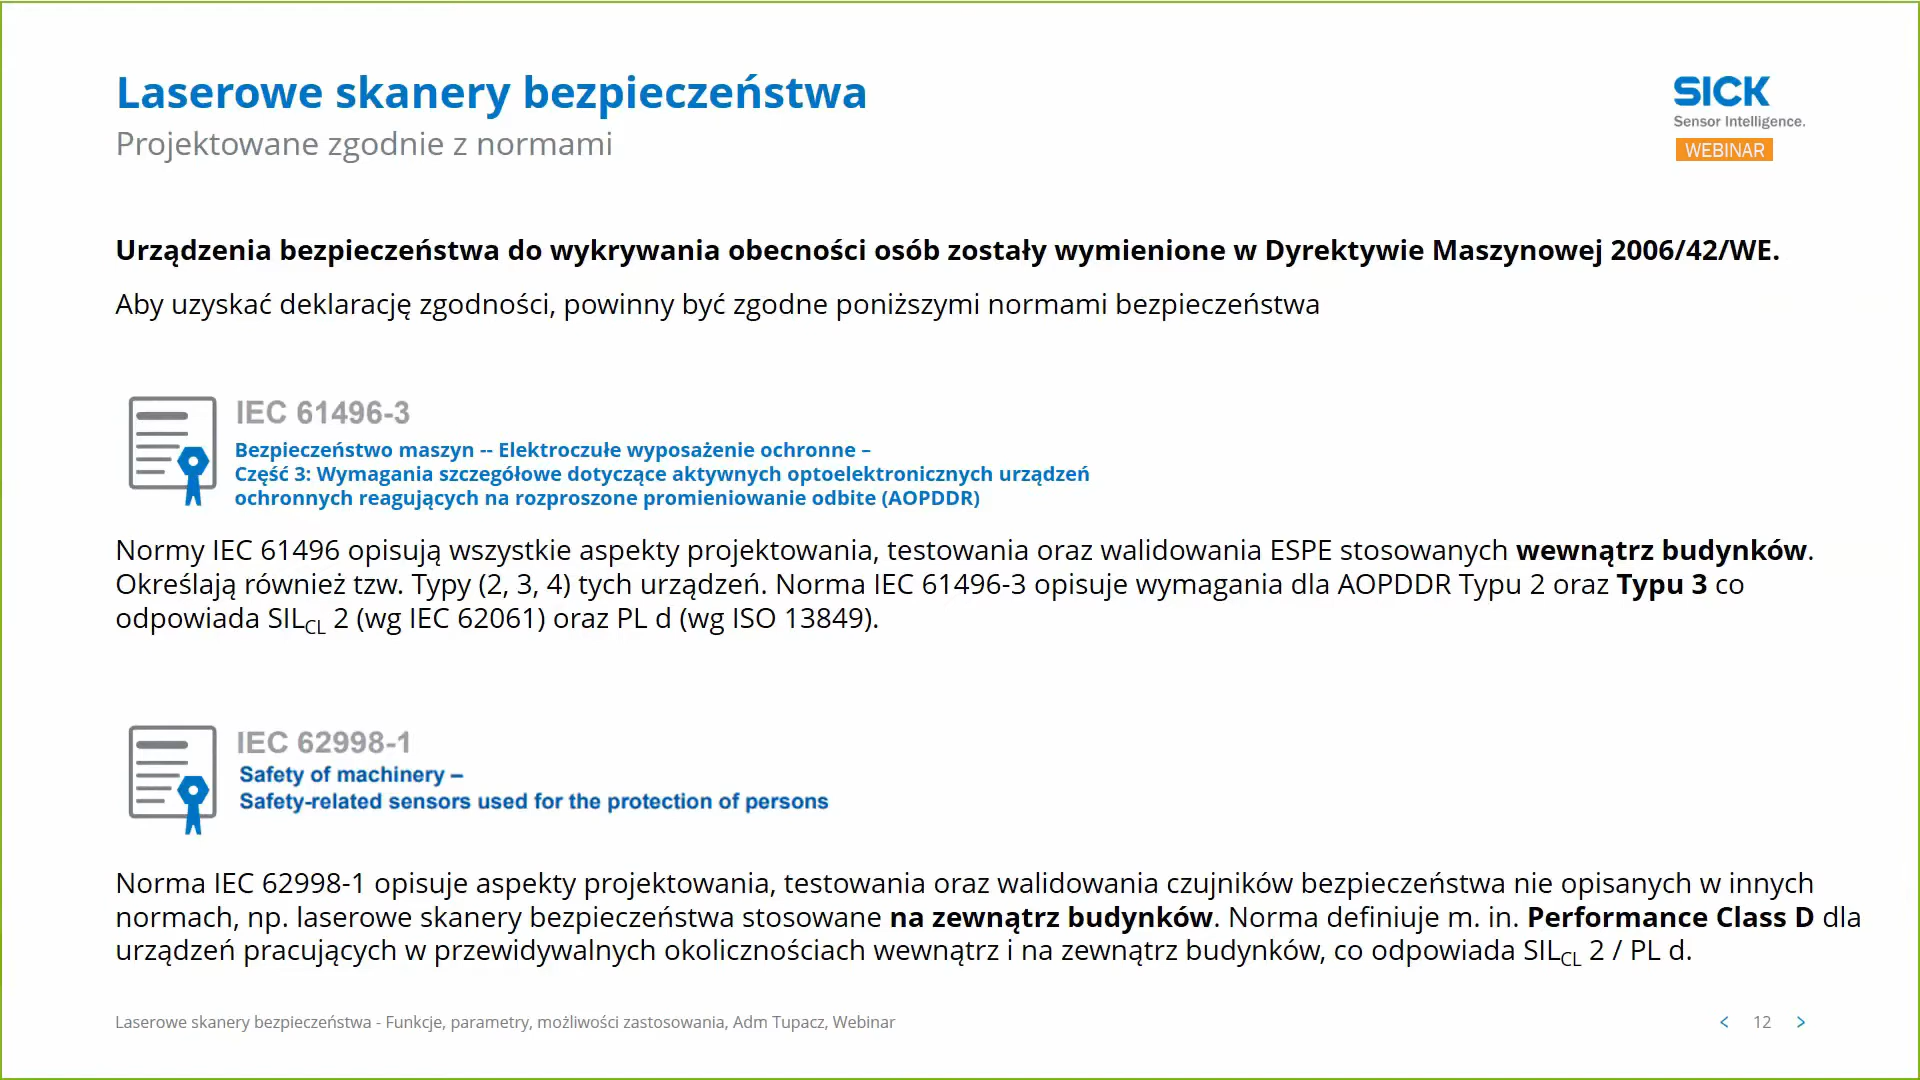 Laserowe skanery bezpieczeństwa
Projektowane zgodnie z normami
SICK
Sensor Intelligence.
WEBINAR
Urządzenia bezpieczeństwa do wykrywania obecności osób zostały wymienione w Dyrektywie Maszynowej 2006/42/WE.
Aby uzyskać deklarację zgodności, powinny być zgodne poniższymi normami bezpieczeństwa
IEC 61496-3
Bezpieczeństwo maszyn -- Elektroczułe wyposażenie ochronne –
Część 3: Wymagania szczegółowe dotyczące aktywnych optoelektronicznych urządzeń
ochronnych reagujących na rozproszone promieniowanie odbite (AOPDDR)
Normy IEC 61496 opisują wszystkie aspekty projektowania, testowania oraz walidowania ESPE stosowanych wewnątrz budynków.
Określają również tzw. Typy (2, 3, 4) tych urządzeń. Norma IEC 61496-3 opisuje wymagania dla AOPDDR Typu 2 oraz Typu 3 co
odpowiada SILCL 2 (wg IEC 62061) oraz PL d (wg ISO 13849).
IEC 62998-1
Safety of machinery –
Safety-related sensors used for the protection of persons
Norma IEC 62998-1 opisuje aspekty projektowania, testowania oraz walidowania czujników bezpieczeństwa nie opisanych w innych
normach, np. laserowe skanery bezpieczeństwa stosowane na zewnątrz budynków. Norma definiuje m. in. Performance Class D dla
urządzeń pracujących w przewidywalnych okolicznościach wewnątrz i na zewnątrz budynków, co odpowiada SILCL 2 / PL d.
Laserowe skanery bezpieczeństwa - Funkcje, parametry, możliwości zastosowania, Adm Tupacz, Webinar
< 12 >